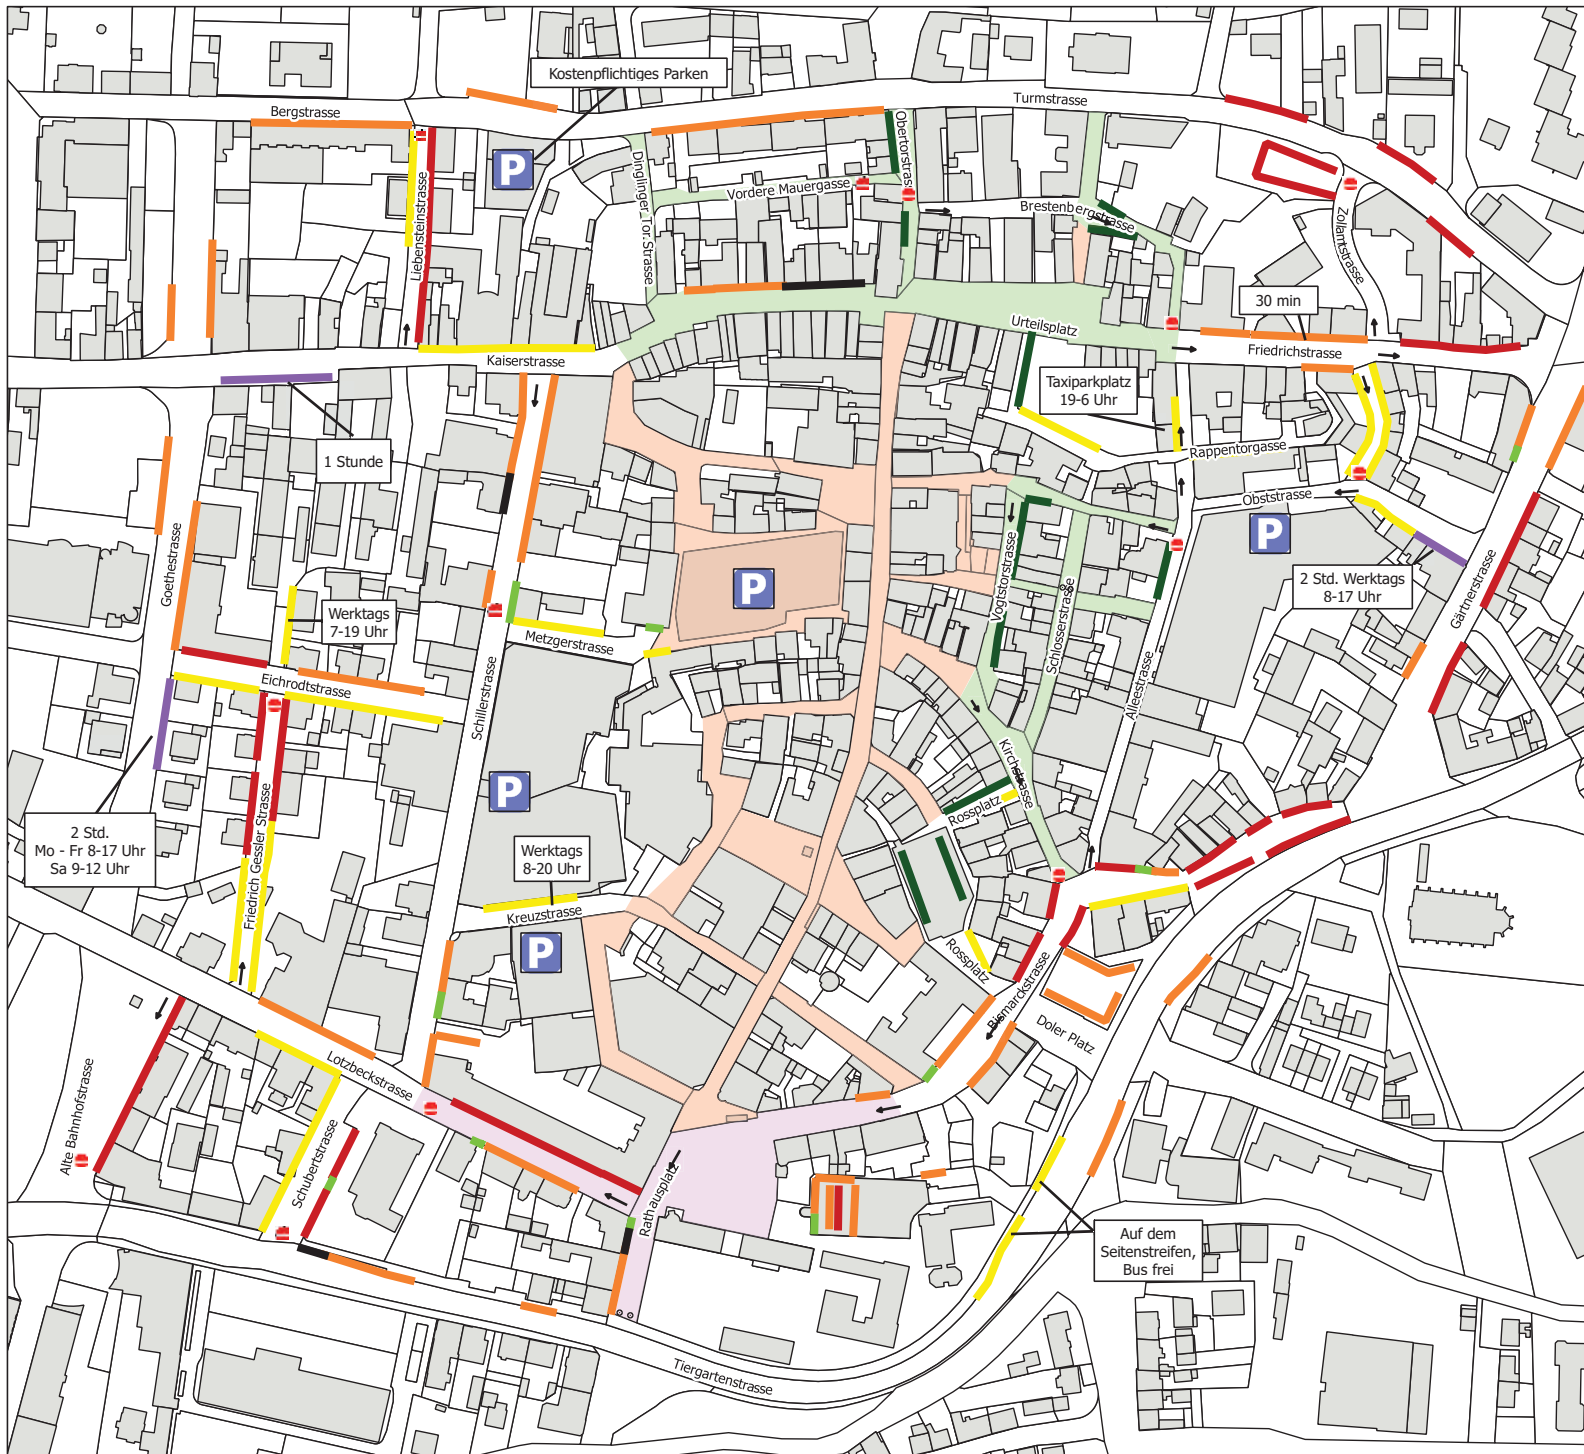 Kostenpflichtiges Parken
Bergstrasse
Turmstrasse
Obertorstrasse
Dinglinger Tor Strasse
P
Vordere Mauergasse
Brestenbergstrasse
Liebensteinstrasse
Zollamtstrasse
30 min
Urteilsplatz
Friedrichstrasse
Kaiserstrasse
Taxiparkplatz
19-6 Uhr
1 Stunde
Rappentorgasse
Obststrasse
P
Goethestrasse
Vogtstorstrasse
P
Schlosserstrasse
2 Std. Werktags
8-17 Uhr
Gärtnerstrasse
Werktags
7-19 Uhr
Metzgerstrasse
Eichrodtstrasse
Schillerstrasse
Alleestrasse
P
Kirchstrasse
Rossplatz
2 Std.
Mo - Fr 8-17 Uhr
Sa 9-12 Uhr
Friedrich Gessler Strasse
Werktags
8-20 Uhr
Kreuzstrasse
P
Rossplatz
Bismarckstrasse
Doler Platz
Lotzbeckstrasse
Alte Bahnhofstrasse
Schubertstrasse
Rathausplatz
Auf dem
Seitenstreifen,
Bus frei
Tiergartenstrasse